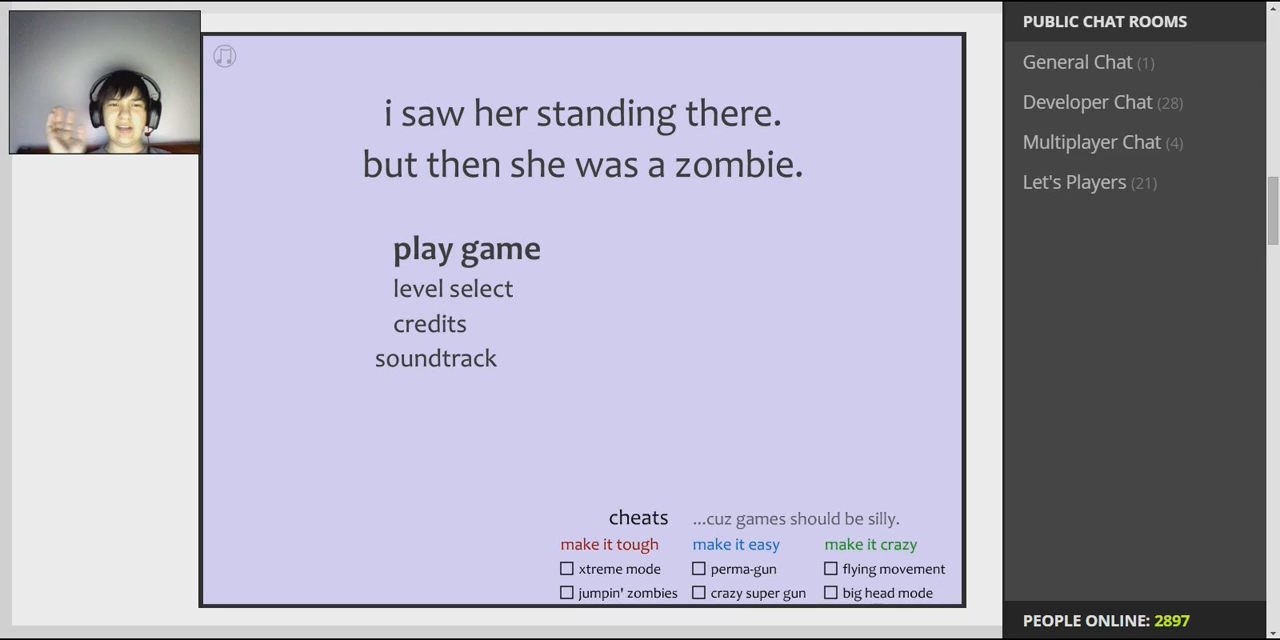 i saw her standing there.
but then she was a zombie.
play game
level select
credits
soundtrack
cheats ...cuz games should be silly.
make it tough make it easy make it crazy
xtreme mode perma-gun flying movement
jumpin' zombies crazy super gun big head mode
PUBLIC CHAT ROOMS
General Chat (1)
Developer Chat (28)
Multiplayer Chat (4)
Let's Players (21)
PEOPLE ONLINE: 2897